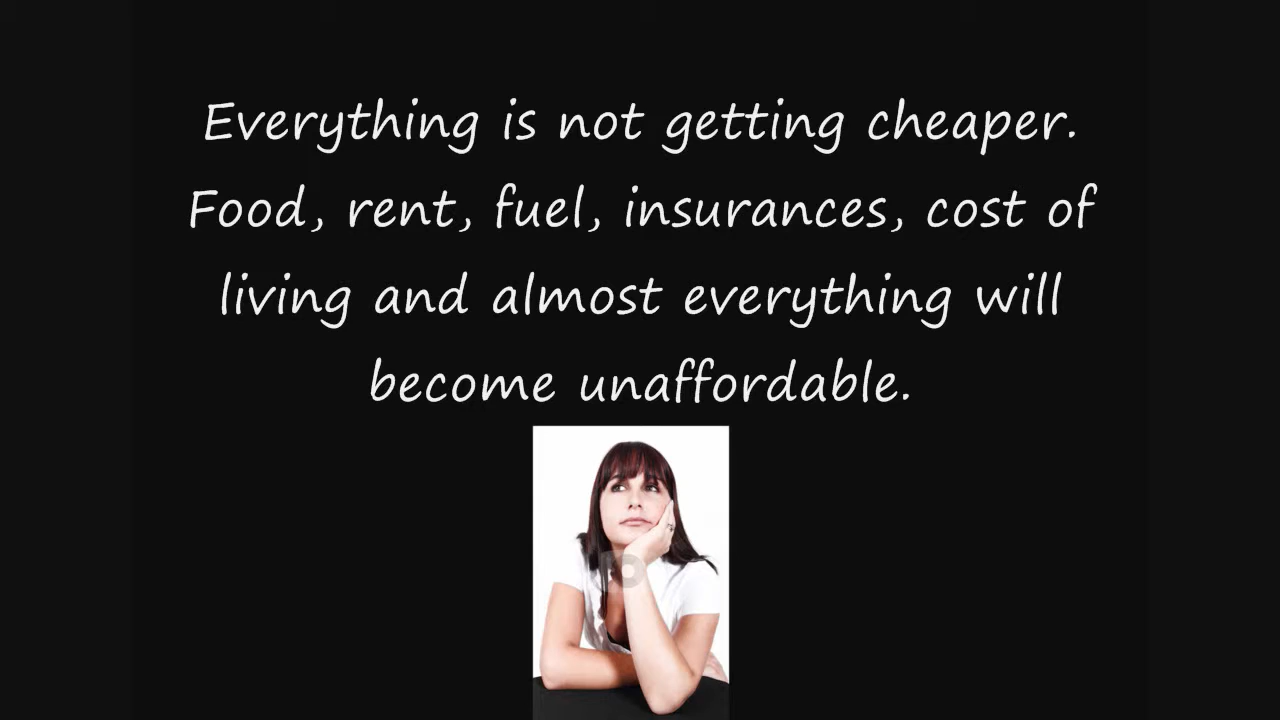 Everything is not getting cheaper.
Food, rent, fuel, insurances, cost of
living and almost everything will
become unaffordable.